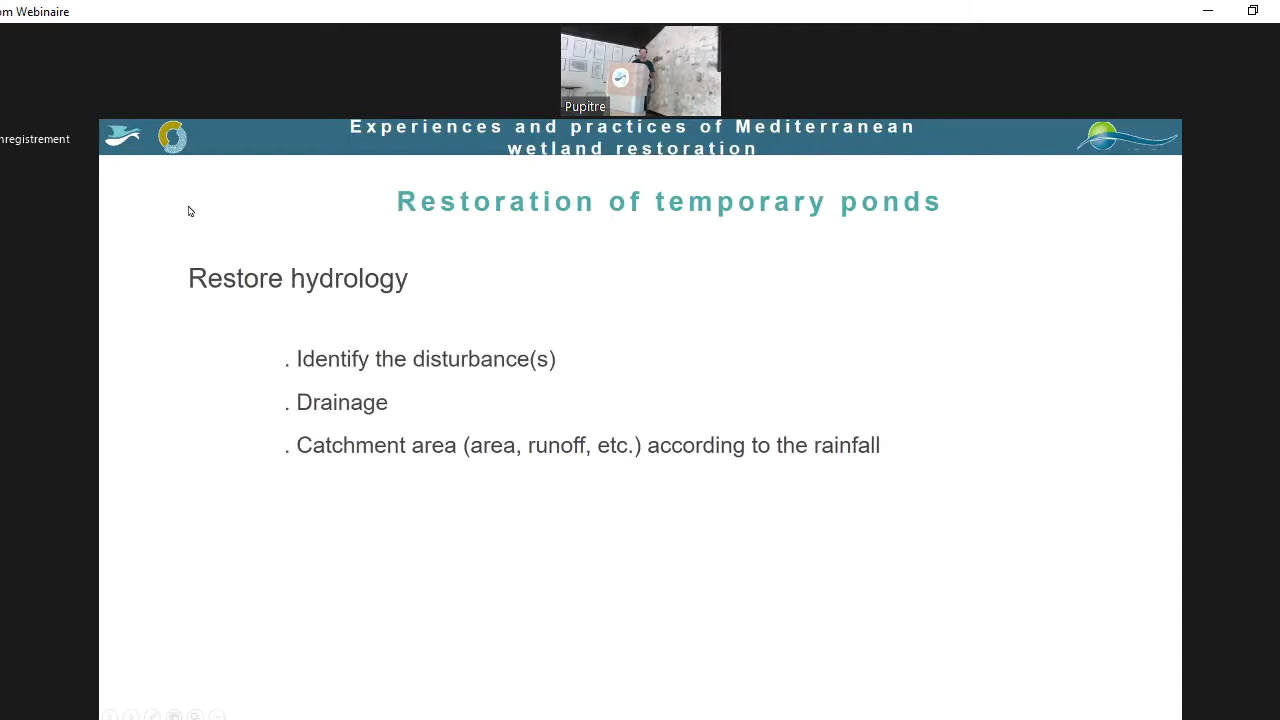 om Webinaire
Pupitre
nregistrement
Experiences and practices of Mediterranean
wetland restoration
Restoration of temporary ponds
Restore hydrology
. Identify the disturbance(s)
. Drainage
. Catchment area (area, runoff, etc.) according to the rainfall